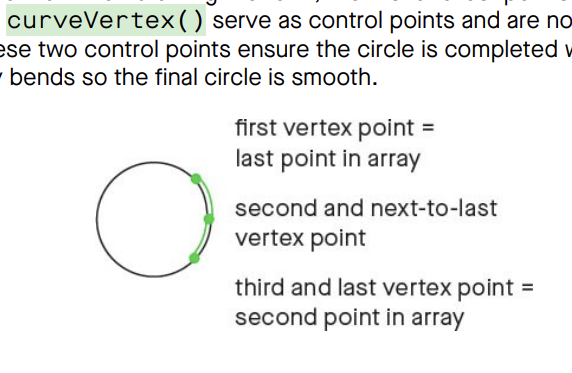 curveVertex() serve as control points and are no
ese two control points ensure the circle is completed
bends so the final circle is smooth.
first vertex point =
last point in array
second and next-to-last
vertex point
third and last vertex point =
second point in array